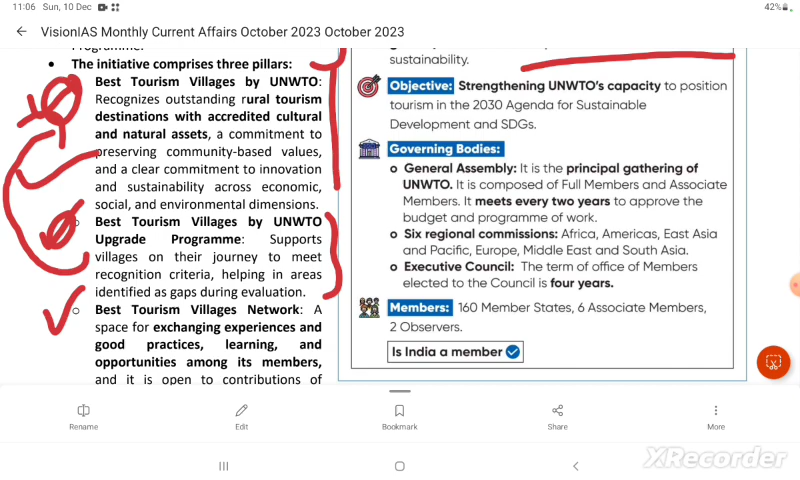 11:06 Sun, 10 Dec
42%
VisionIAS Monthly Current Affairs October 2023 October 2023
Programme.
• The initiative comprises three pillars:
Best Tourism Villages by UNWTO:
Recognizes outstanding rural tourism
destinations with accredited cultural
and natural assets, a commitment to
preserving community-based values,
and a clear commitment to innovation
and sustainability across economic,
social, and environmental dimensions.
o Best Tourism Villages by UNWTO
Upgrade Programme: Supports
villages on their journey to meet
recognition criteria, helping in areas
identified as gaps during evaluation.
o Best Tourism Villages Network: A
space for exchanging experiences and
good practices, learning, and
opportunities among its members,
and it is open to contributions of
sustainability.
Objective: Strengthening UNWTO's capacity to position
tourism in the 2030 Agenda for Sustainable
Development and SDGs.
Governing Bodies:
o General Assembly: It is the principal gathering of
UNWTO. It is composed of Full Members and Associate
Members. It meets every two years to approve the
budget and programme of work.
o Six regional commissions: Africa, Americas, East Asia
and Pacific, Europe, Middle East and South Asia.
o Executive Council: The term of office of Members
elected to the Council is four years.
Members: 160 Member States, 6 Associate Members,
2 Observers.
Is India a member
Rename
Edit
Bookmark
Share
More
XRecorder